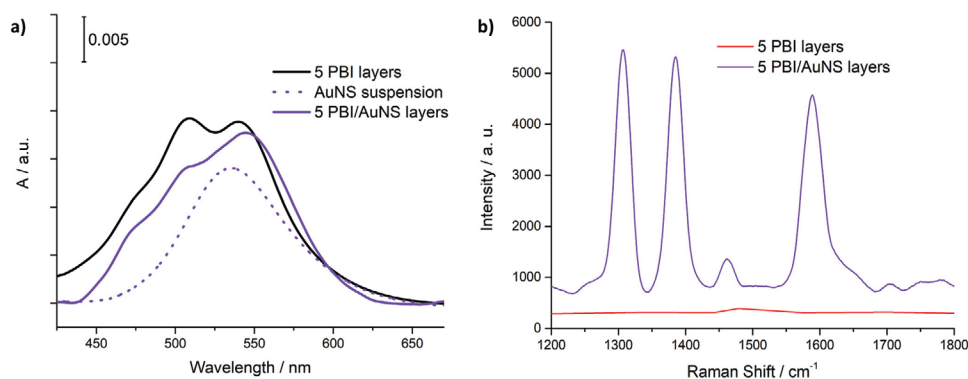 a)
0.005
5 PBI layers
AuNS suspension
5 PBI/AuNS layers
A / a.u.
450 500 550 600 650
Wavelength / nm
b)
5 PBI layers
5 PBI/AuNS layers
Intensity / a. u.
6000
5000
4000
3000
2000
1000
0
1200 1300 1400 1500 1600 1700 1800
Raman Shift / cm⁻¹